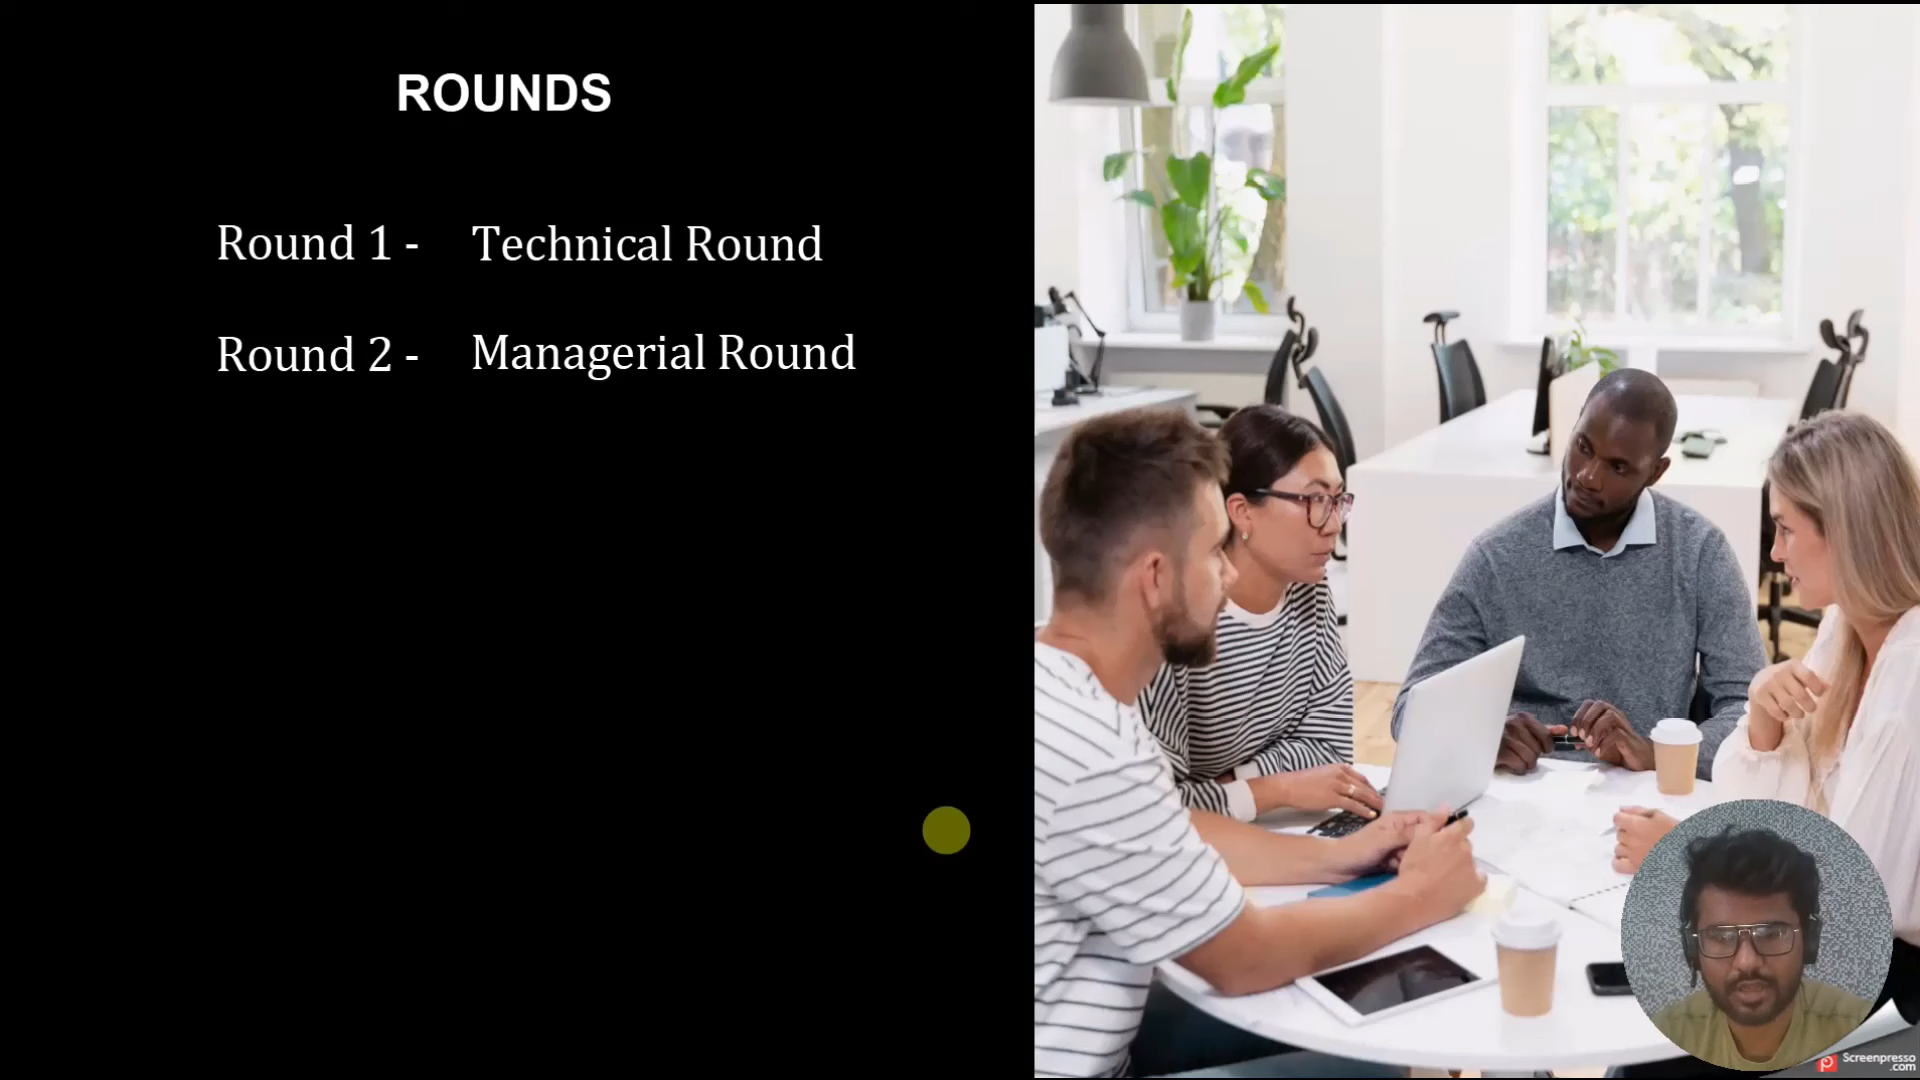 ROUNDS
Round 1 - Technical Round
Round 2 - Managerial Round
Screenpresso
.com